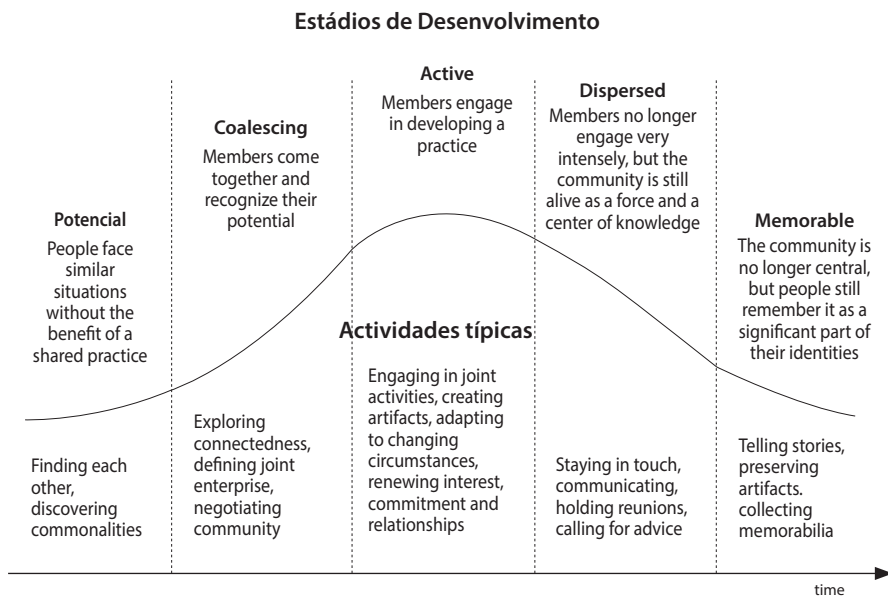 Estádios de Desenvolvimento
Potencial
People face
similar
situations
without the
benefit of a
shared practice
Coalescing
Members come
together and
recognize their
potential
Active
Members engage
in developing a
practice
Dispersed
Members no longer
engage very
intensely, but the
community is still
alive as a force and a
center of knowledge
Memorable
The community is
no longer central,
but people still
remember it as a
significant part of
their identities
Actividades típicas
Finding each
other,
discovering
commonalities
Exploring
connectedness,
defining joint
enterprise,
negotiating
community
Engaging in joint
activities, creating
artifacts, adapting
to changing
circumstances,
renewing interest,
commitment and
relationships
Staying in touch,
communicating,
holding reunions,
calling for advice
Telling stories,
preserving
artifacts.
collecting
memorabilia
time